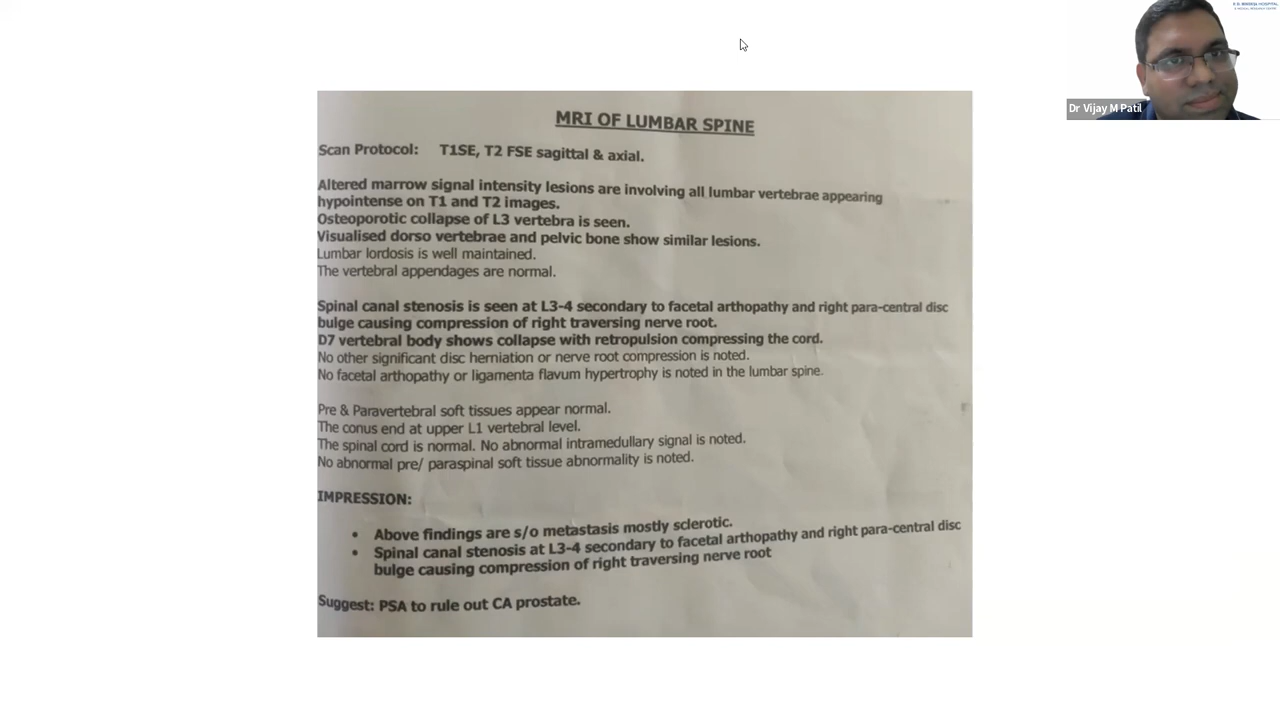 MRI OF LUMBAR SPINE
Scan Protocol: T1SE, T2 FSE sagittal & axial.
Altered marrow signal intensity lesions are involving all lumbar vertebrae appearing
hypointense on T1 and T2 images.
Osteoporotic collapse of L3 vertebra is seen.
Visualised dorso vertebrae and pelvic bone show similar lesions.
Lumbar lordosis is well maintained.
The vertebral appendages are normal.
Spinal canal stenosis is seen at L3-4 secondary to facetal arthopathy and right para-central disc
bulge causing compression of right traversing nerve root.
D7 vertebral body shows collapse with retropulsion compressing the cord.
No other significant disc herniation or nerve root compression is noted.
No facetal arthopathy or ligamenta flavum hypertrophy is noted in the lumbar spine.
Pre & Paravertebral soft tissues appear normal.
The conus end at upper L1 vertebral level.
The spinal cord is normal. No abnormal intramedullary signal is noted.
No abnormal pre/ paraspinal soft tissue abnormality is noted.
IMPRESSION:
• Above findings are s/o metastasis mostly sclerotic.
• Spinal canal stenosis at L3-4 secondary to facetal arthopathy and right para-central disc
bulge causing compression of right traversing nerve root
Suggest: PSA to rule out CA prostate.
Dr Vijay M Patil